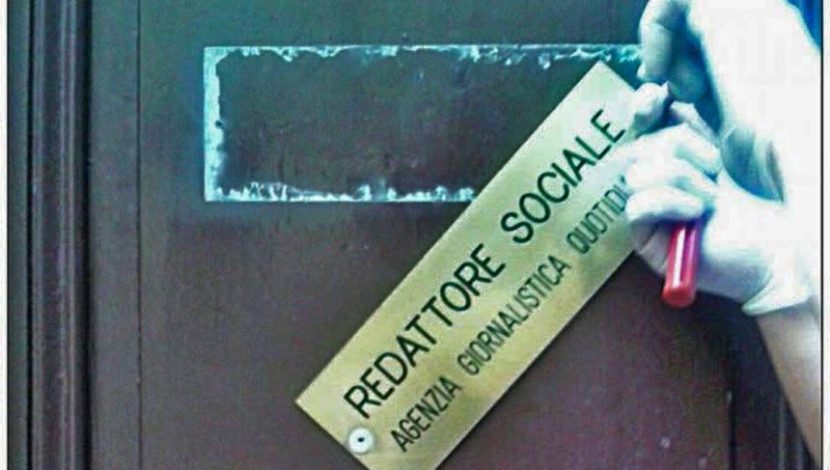 REDATTORE SOCIALE
AGENZIA GIORNALISTICA